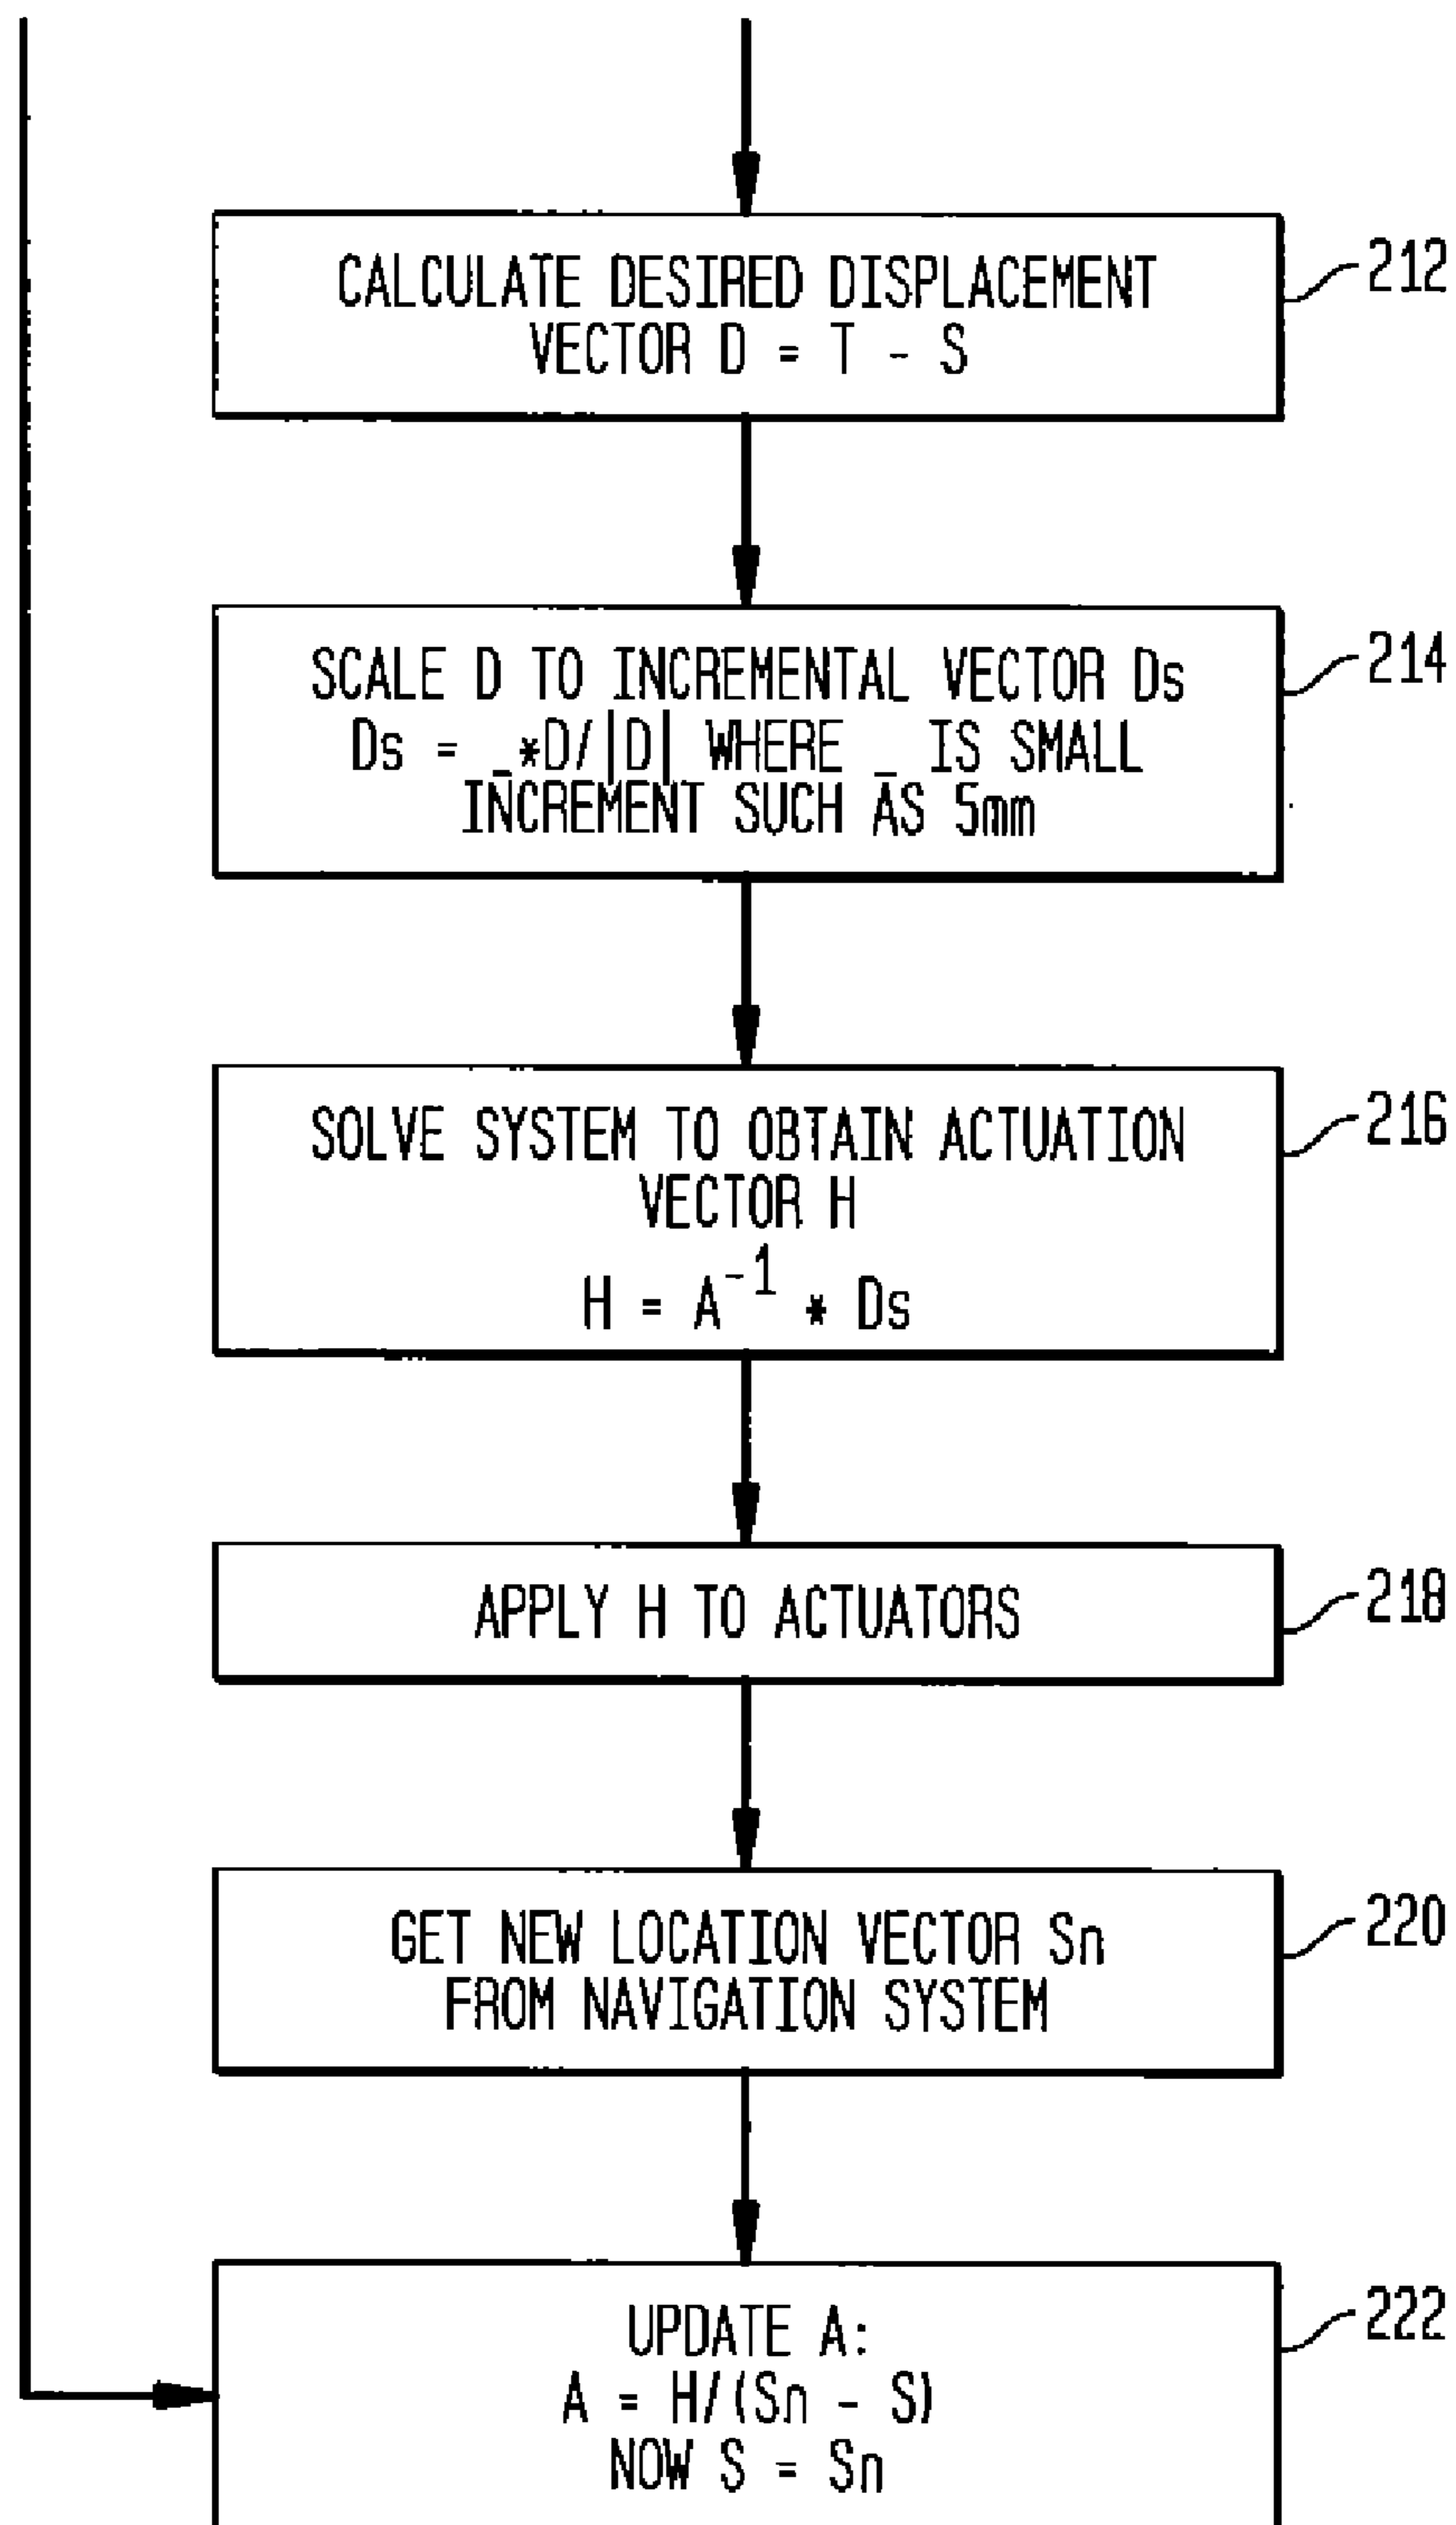 CALCULATE DESIRED DISPLACEMENT
VECTOR D = T - S
212
SCALE D TO INCREMENTAL VECTOR Ds
Ds = _*D/|D| WHERE _ IS SMALL
INCREMENT SUCH AS 5mm
214
SOLVE SYSTEM TO OBTAIN ACTUATION
VECTOR H
H = A⁻¹ * Ds
216
APPLY H TO ACTUATORS
218
GET NEW LOCATION VECTOR Sn
FROM NAVIGATION SYSTEM
220
UPDATE A:
A = H/(Sn - S)
NOW S = Sn
222